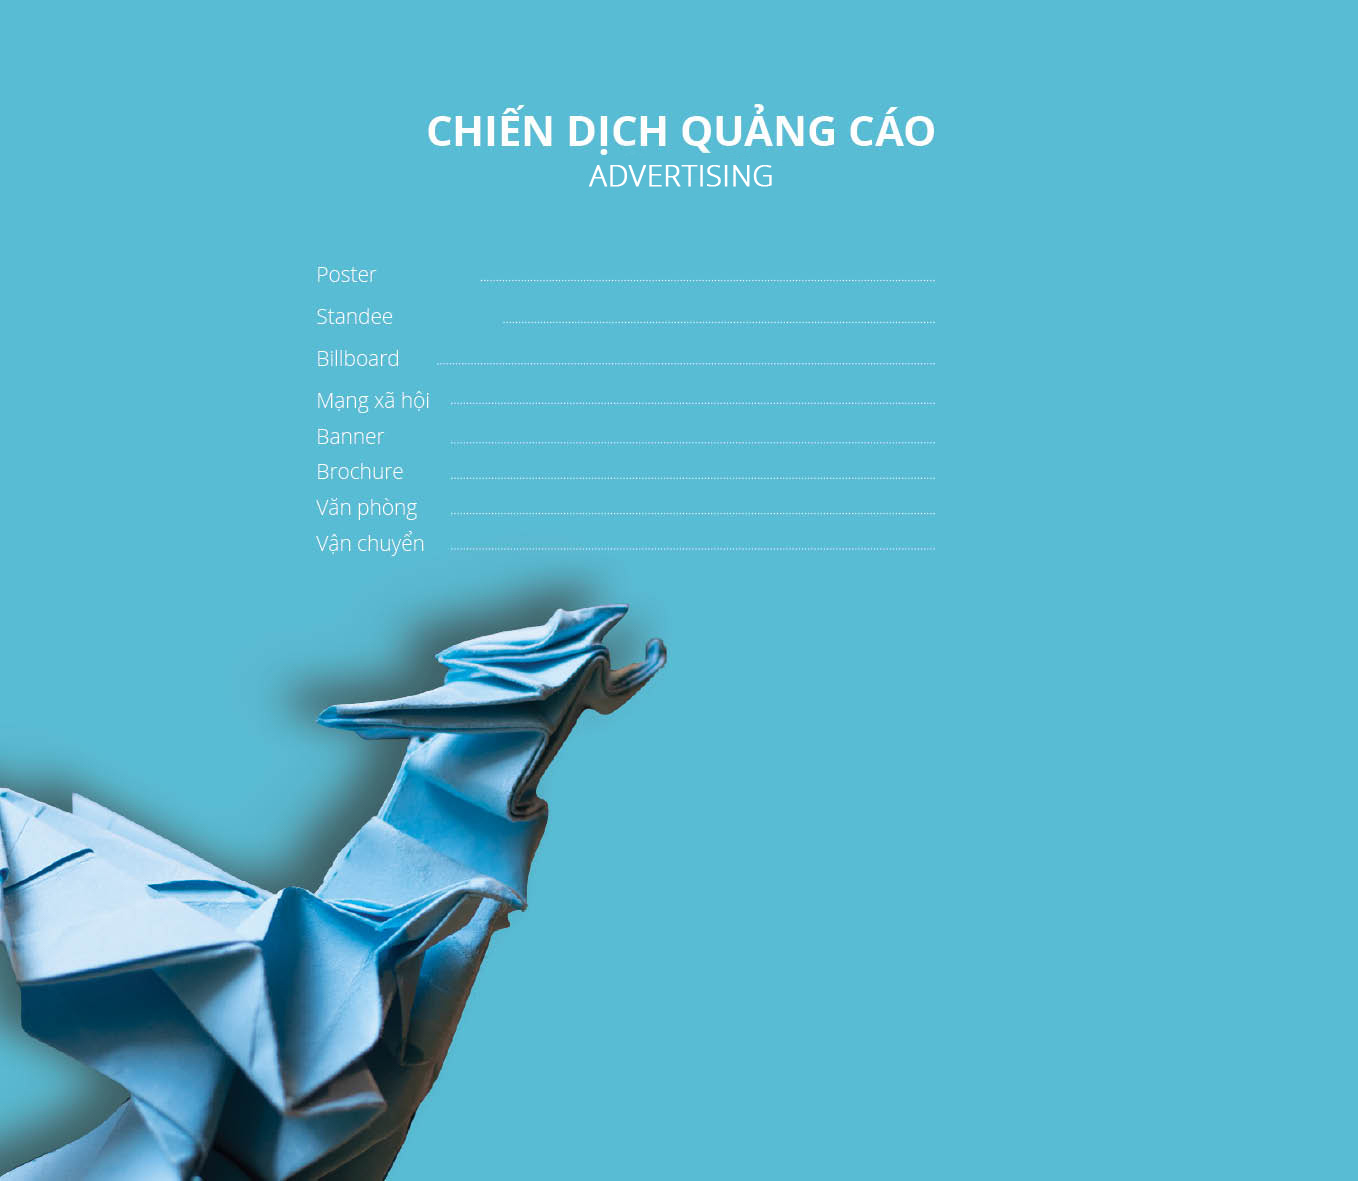 CHIẾN DỊCH QUẢNG CÁO
ADVERTISING
Poster
Standee
Billboard
Mạng xã hội
Banner
Brochure
Văn phòng
Vận chuyển